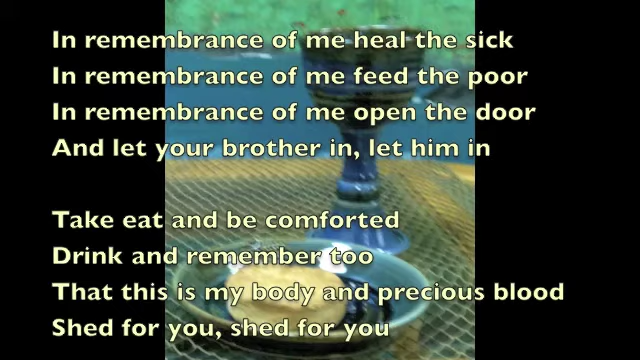 In remembrance of me heal the sick
In remembrance of me feed the poor
In remembrance of me open the door
And let your brother in, let him in
Take eat and be comforted
Drink and remember too
That this is my body and precious blood
Shed for you, shed for you